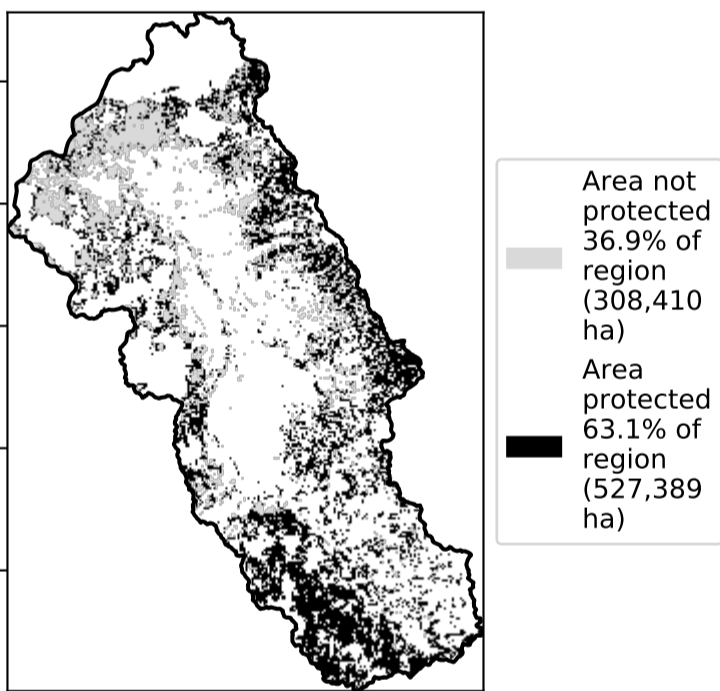 Area not
protected
36.9% of
region
(308,410
ha)
Area
protected
63.1% of
region
(527,389
ha)